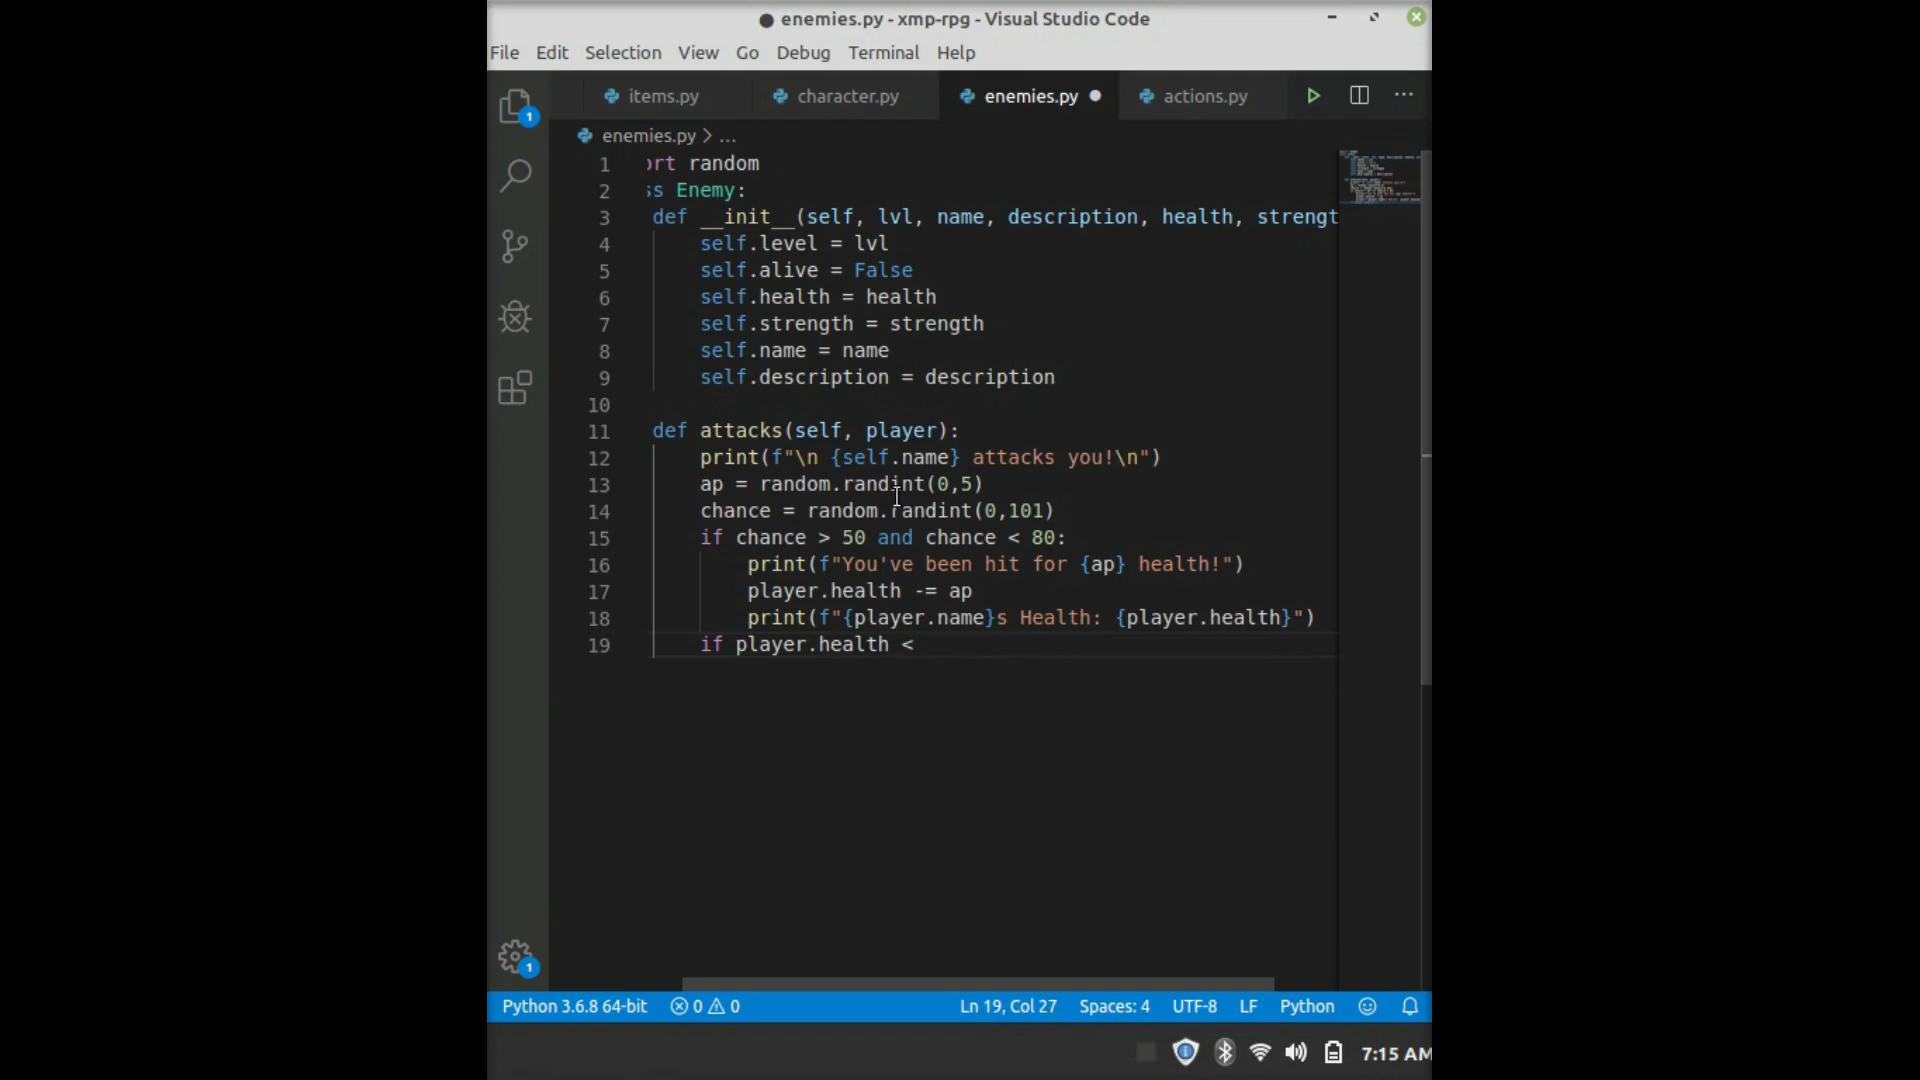 ● enemies.py - xmp-rpg - Visual Studio Code
File Edit Selection View Go Debug Terminal Help
1
items.py character.py enemies.py ● actions.py ...
enemies.py > ...
1 ort random
2 ss Enemy:
3 def __init__(self, lvl, name, description, health, strengt
4 self.level = lvl
5 self.alive = False
6 self.health = health
7 self.strength = strength
8 self.name = name
9 self.description = description
10
11 def attacks(self, player):
12 print(f"\n {self.name} attacks you!\n")
13 ap = random.randint(0,5)
14 chance = random.randint(0,101)
15 if chance > 50 and chance < 80:
16 print(f"You've been hit for {ap} health!")
17 player.health -= ap
18 print(f"{player.name}s Health: {player.health}")
19 if player.health <
1
Python 3.6.8 64-bit 0 0 Ln 19, Col 27 Spaces: 4 UTF-8 LF Python
7:15 AM